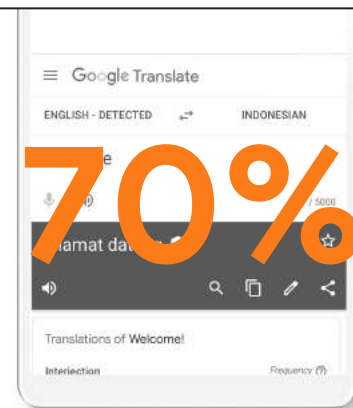 Google Translate
ENGLISH - DETECTED INDONESIAN
70%
/ 5000
Translations of Welcome!
Interjection Frequency (?)